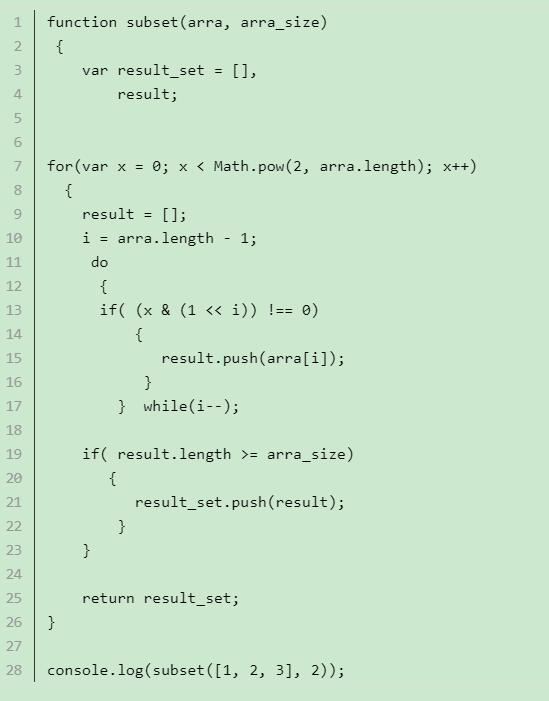 1 function subset(arra, arra_size)
2  {
3     var result_set = [],
4         result;
5
6
7 for(var x = 0; x < Math.pow(2, arra.length); x++)
8   {
9     result = [];
10     i = arra.length - 1;
11      do
12       {
13       if( (x & (1 << i)) !== 0)
14           {
15              result.push(arra[i]);
16            }
17         }  while(i--);
18
19     if( result.length >= arra_size)
20        {
21           result_set.push(result);
22         }
23     }
24
25     return result_set;
26 }
27
28 console.log(subset([1, 2, 3], 2));